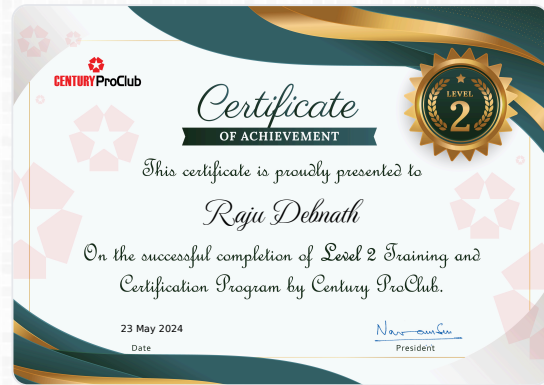 CENTURY ProClub
Certificate
OF ACHIEVEMENT
LEVEL
2
This certificate is proudly presented to
Raju Debnath
On the successful completion of Level 2 Training and
Certification Program by Century ProClub.
23 May 2024
Date
President